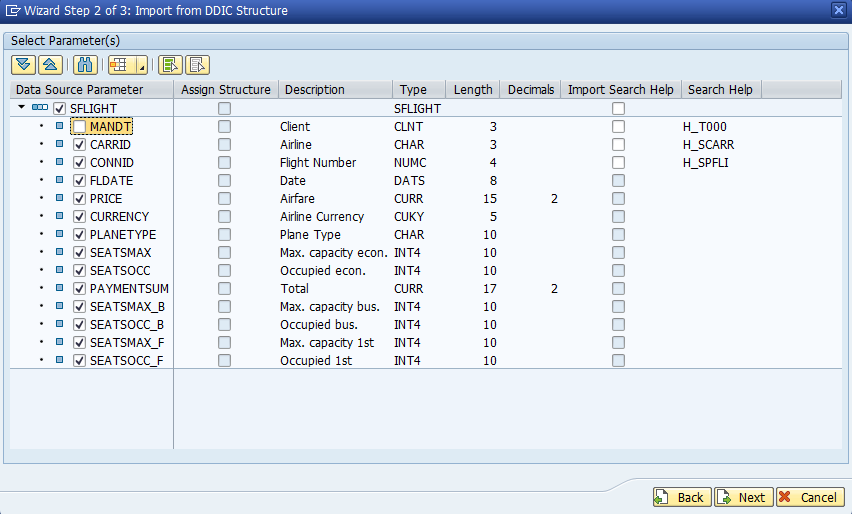 Wizard Step 2 of 3: Import from DDIC Structure
Select Parameter(s)
Data Source Parameter Assign Structure Description Type Length Decimals Import Search Help Search Help
SFLIGHT SFLIGHT
MANDT Client CLNT 3 H_T000
CARRID Airline CHAR 3 H_SCARR
CONNID Flight Number NUMC 4 H_SPFLI
FLDATE Date DATS 8
PRICE Airfare CURR 15 2
CURRENCY Airline Currency CUKY 5
PLANETYPE Plane Type CHAR 10
SEATSMAX Max. capacity econ. INT4 10
SEATSOCC Occupied econ. INT4 10
PAYMENTSUM Total CURR 17 2
SEATSMAX_B Max. capacity bus. INT4 10
SEATSOCC_B Occupied bus. INT4 10
SEATSMAX_F Max. capacity 1st INT4 10
SEATSOCC_F Occupied 1st INT4 10
Back Next Cancel